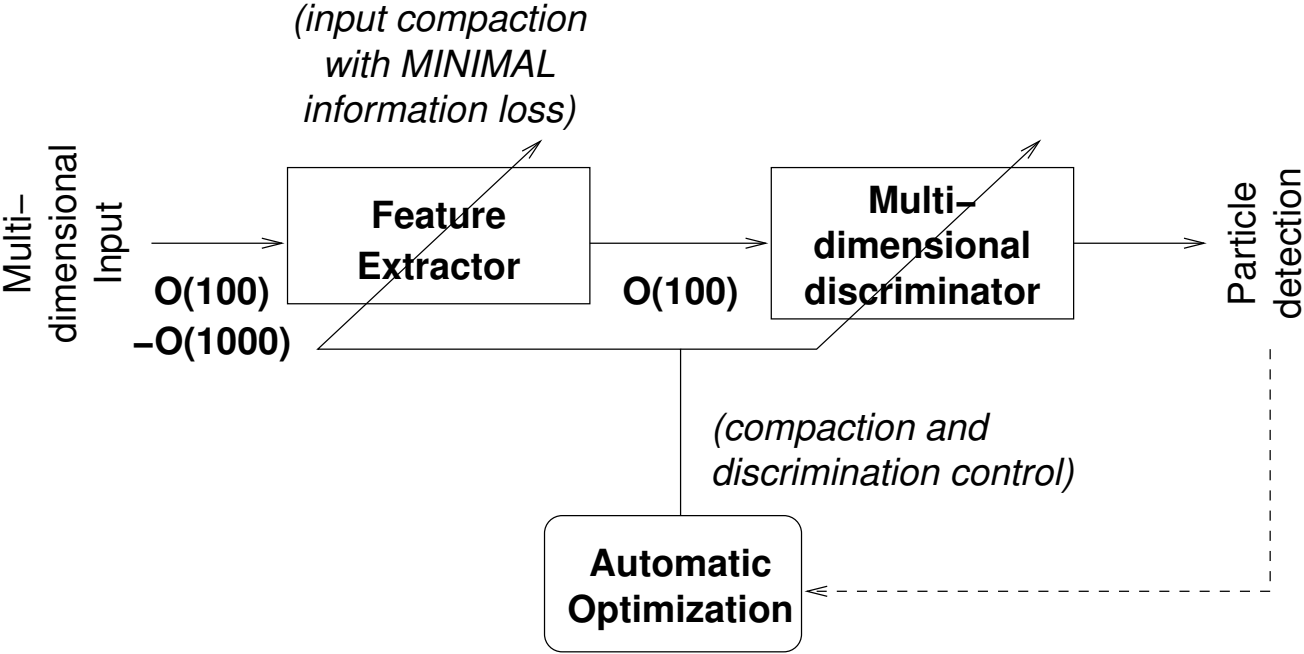 (input compaction
with MINIMAL
information loss)
Multi–
dimensional
Input
O(100)
–O(1000)
Feature
Extractor
O(100)
Multi–
dimensional
discriminator
Particle
detection
(compaction and
discrimination control)
Automatic
Optimization